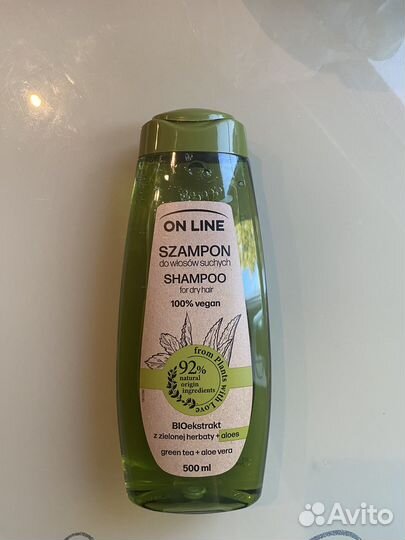 ON LINE
SZAMPON
do włosów suchych
SHAMPOO
for dry hair
100% vegan
from Plants with Love
92%
natural
origin
ingredients
BIOekstrakt
z zielonej herbaty + aloes
green tea + aloe vera
500 ml
Avito